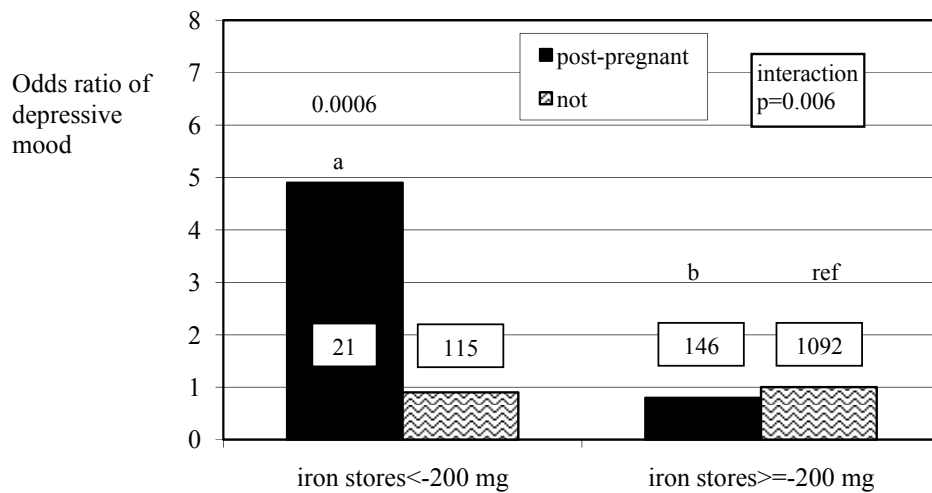 Odds ratio of
depressive
mood
8
7
6
5
4
3
2
1
0
post-pregnant
not
interaction
p=0.006
0.0006
a
b
ref
21
115
146
1092
iron stores<-200 mg
iron stores>=-200 mg